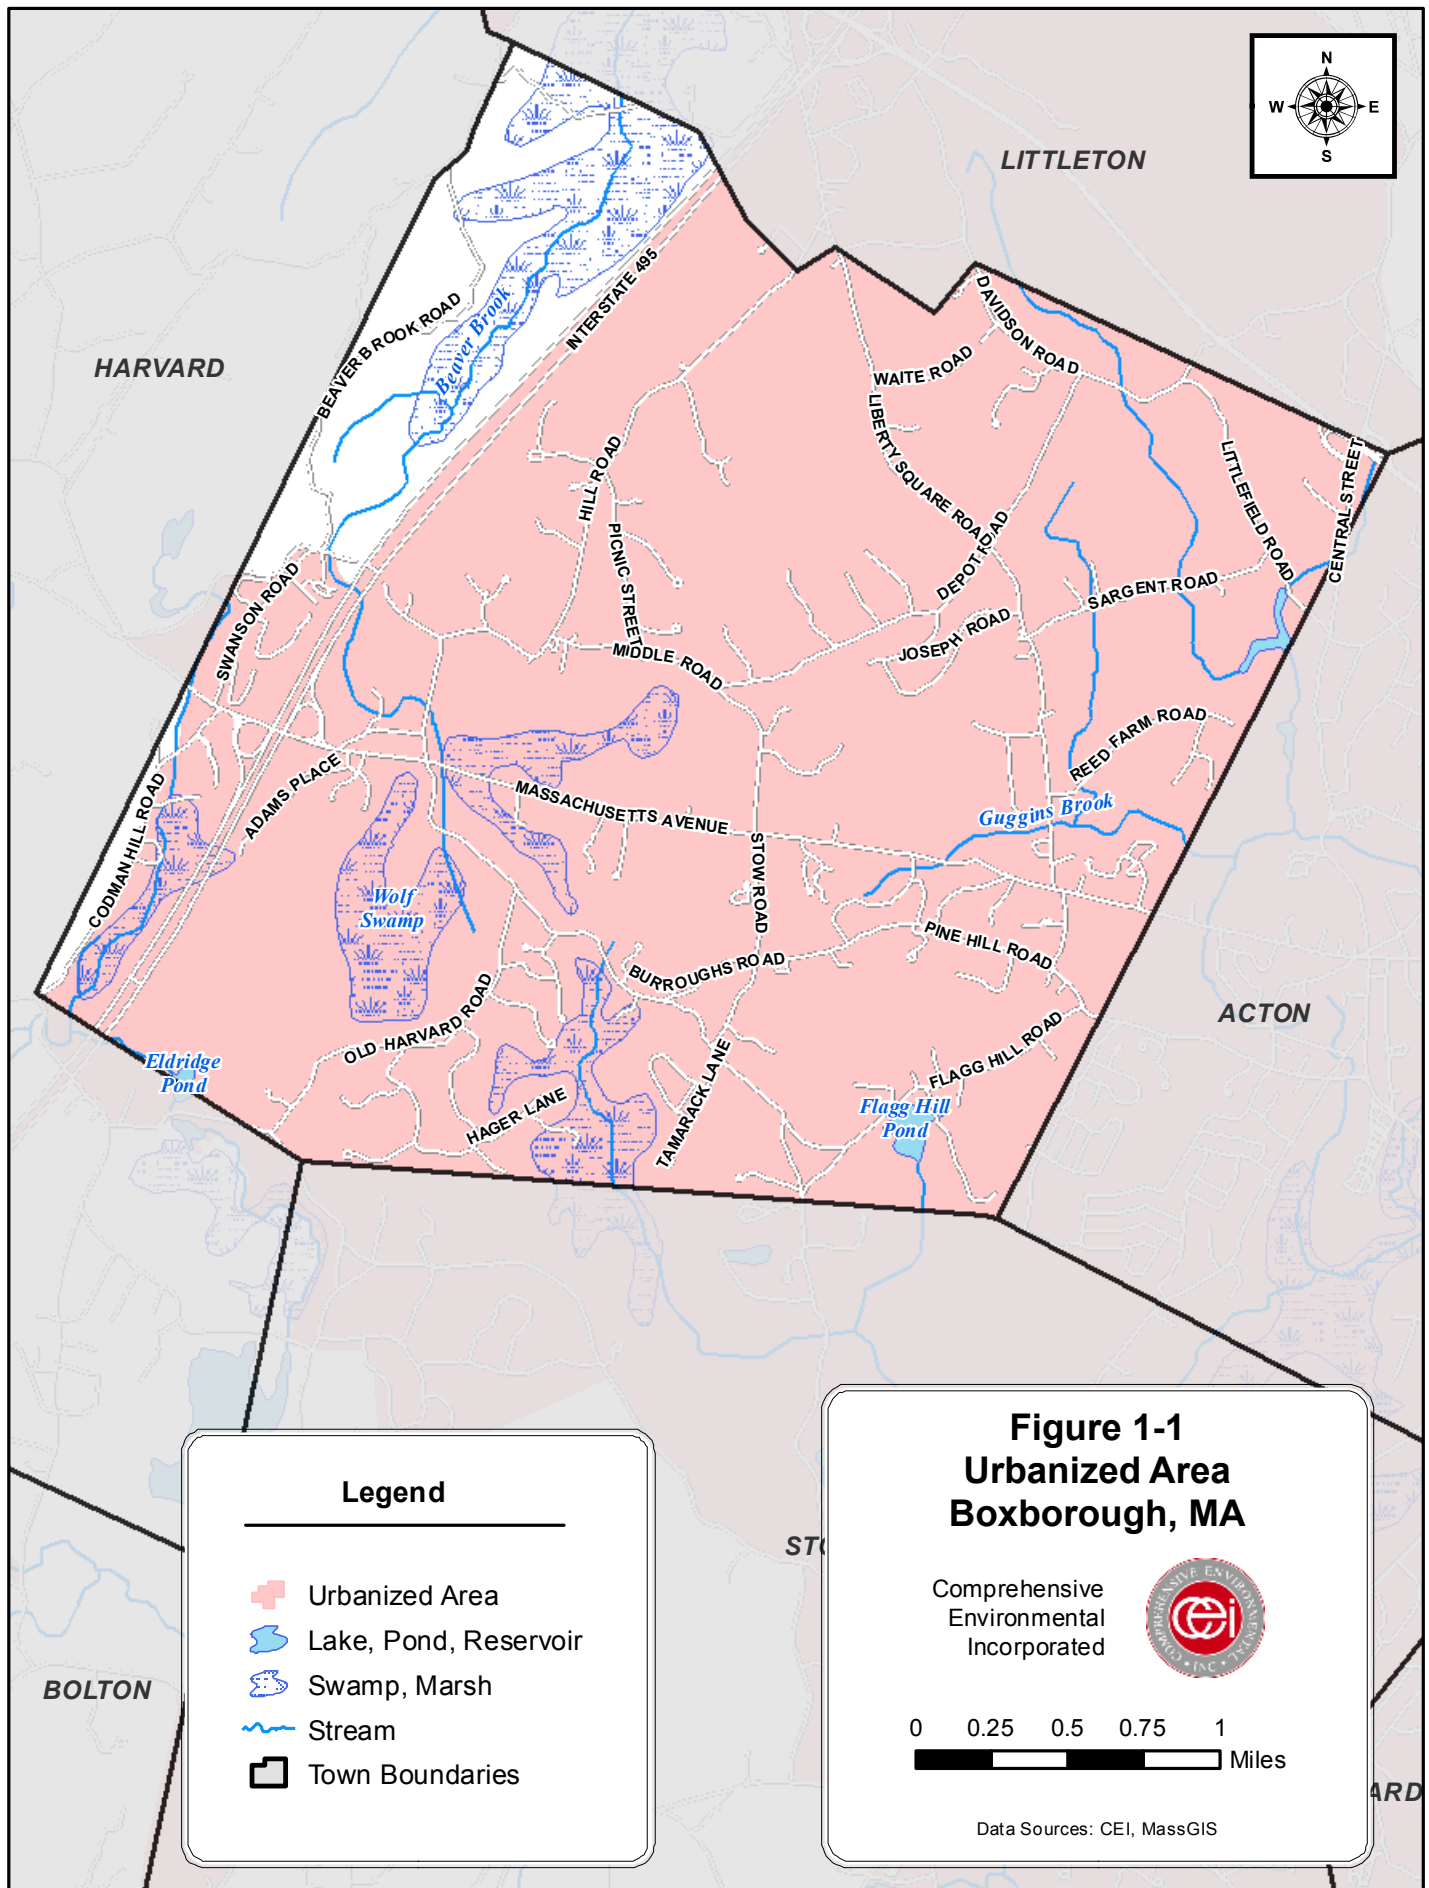 N
W
E
S
LITTLETON
HARVARD
BEAVER BROOK ROAD
Beaver Brook
INTERSTATE 495
DAVIDSON ROAD
WAITE ROAD
LIBERTY SQUARE ROAD
LITTLEFIELD ROAD
CENTRAL STREET
HILL ROAD
PICNIC STREET
DEPOT ROAD
SARGENT ROAD
JOSEPH ROAD
SWANSON ROAD
MIDDLE ROAD
REED FARM ROAD
ADAMS PLACE
CODMAN HILL ROAD
MASSACHUSETTS AVENUE
Guggins Brook
STOW ROAD
Wolf
Swamp
PINE HILL ROAD
BURROUGHS ROAD
OLD HARVARD ROAD
ACTON
FLAGG HILL ROAD
Eldridge
Pond
TAMARACK LANE
HAGER LANE
Flagg Hill
Pond
Figure 1-1
Urbanized Area
Boxborough, MA
Comprehensive
Environmental
Incorporated
COMPREHENSIVE ENVIRONMENTAL
• INC •
CEi
0 0.25 0.5 0.75 1
Miles
Data Sources: CEI, MassGIS
Legend
Urbanized Area
Lake, Pond, Reservoir
Swamp, Marsh
Stream
Town Boundaries
BOLTON